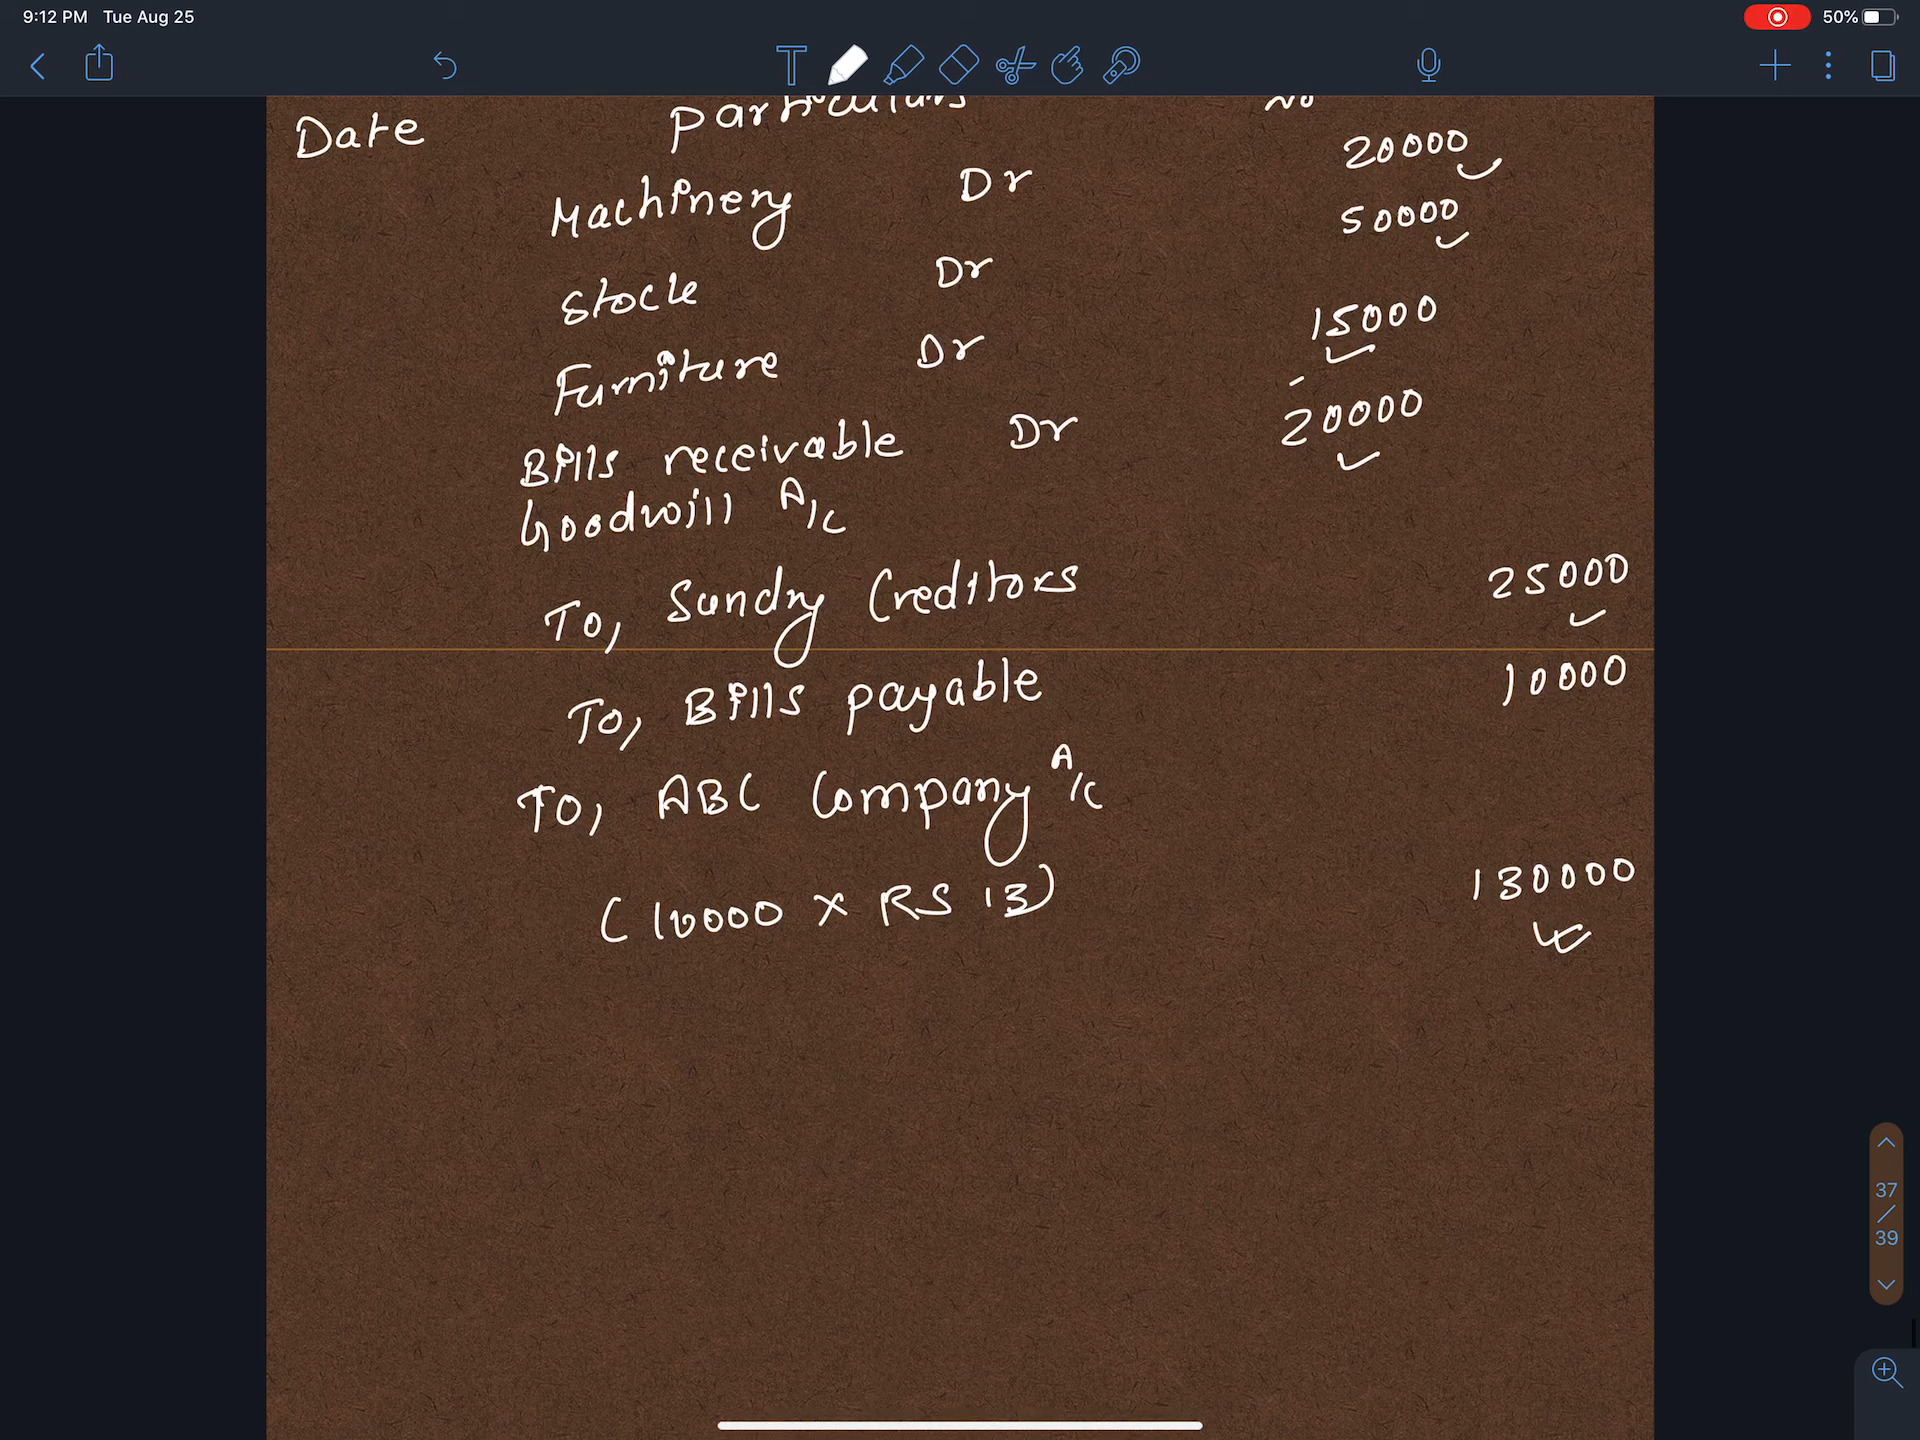 9:12 PM Tue Aug 25
50%
Date Particulars No
Machinery Dr 20000
Stock Dr 50000
Furniture Dr 15000
Bills receivable Dr 20000
Goodwill A/c
To, Sundry Creditors 25000
To, Bills payable 10000
To, ABC Company A/c
(10000 x RS 13) 130000
37
/
39